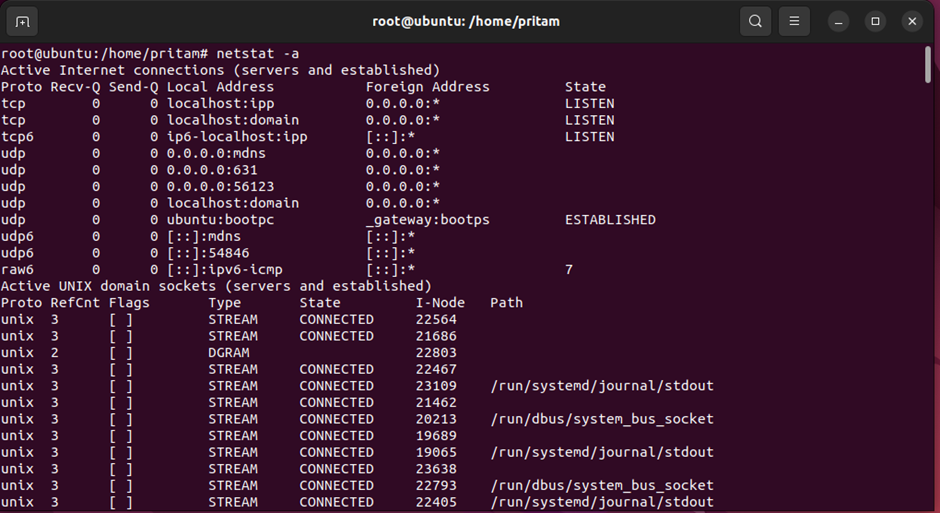 root@ubuntu: /home/pritam
root@ubuntu:/home/pritam# netstat -a
Active Internet connections (servers and established)
Proto Recv-Q Send-Q Local Address           Foreign Address         State
tcp        0      0 localhost:ipp           0.0.0.0:*               LISTEN
tcp        0      0 localhost:domain        0.0.0.0:*               LISTEN
tcp6       0      0 ip6-localhost:ipp       [::]:*                  LISTEN
udp        0      0 0.0.0.0:mdns            0.0.0.0:*
udp        0      0 0.0.0.0:631             0.0.0.0:*
udp        0      0 0.0.0.0:56123           0.0.0.0:*
udp        0      0 localhost:domain        0.0.0.0:*
udp        0      0 ubuntu:bootpc           _gateway:bootps         ESTABLISHED
udp6       0      0 [::]:mdns               [::]:*
udp6       0      0 [::]:54846              [::]:*
raw6       0      0 [::]:ipv6-icmp          [::]:*                  7
Active UNIX domain sockets (servers and established)
Proto RefCnt Flags       Type       State         I-Node   Path
unix  3      [ ]         STREAM     CONNECTED     22564
unix  3      [ ]         STREAM     CONNECTED     21686
unix  2      [ ]         DGRAM                    22803
unix  3      [ ]         STREAM     CONNECTED     22467
unix  3      [ ]         STREAM     CONNECTED     23109    /run/systemd/journal/stdout
unix  3      [ ]         STREAM     CONNECTED     21462
unix  3      [ ]         STREAM     CONNECTED     20213    /run/dbus/system_bus_socket
unix  3      [ ]         STREAM     CONNECTED     19689
unix  3      [ ]         STREAM     CONNECTED     19065    /run/systemd/journal/stdout
unix  3      [ ]         STREAM     CONNECTED     23638
unix  3      [ ]         STREAM     CONNECTED     22793    /run/dbus/system_bus_socket
unix  3      [ ]         STREAM     CONNECTED     22405    /run/systemd/journal/stdout